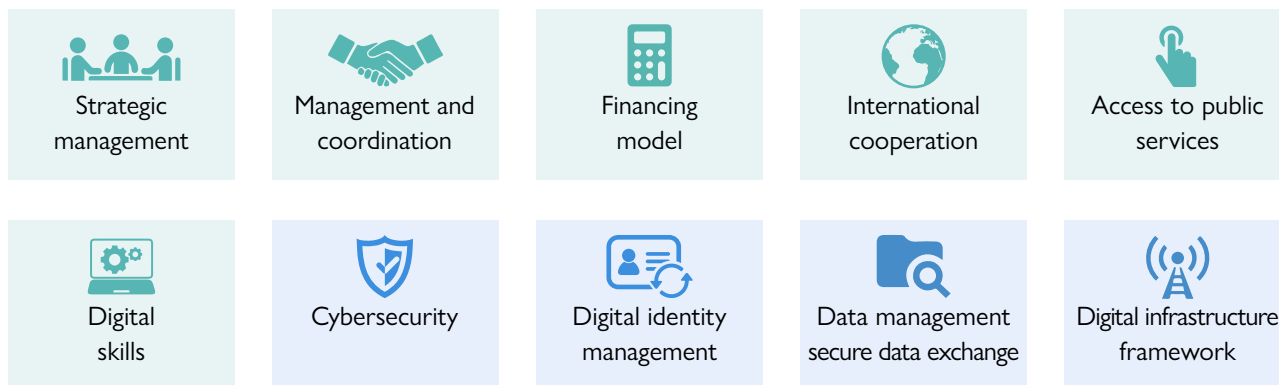 Strategic
management
Management and
coordination
Financing
model
International
cooperation
Access to public
services
Digital
skills
Cybersecurity
Digital identity
management
Data management
secure data exchange
Digital infrastructure
framework